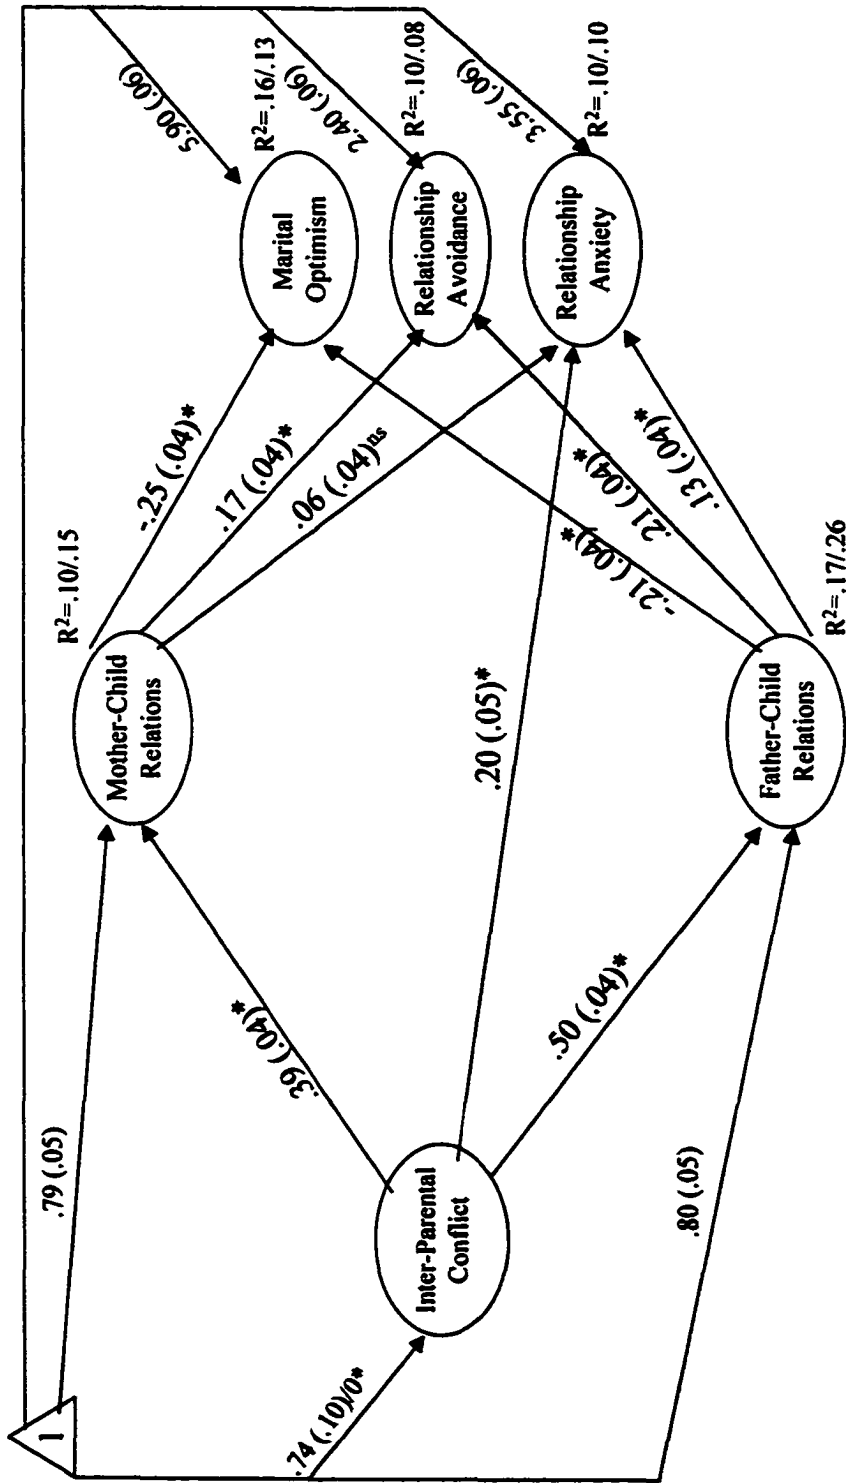 1
.79 (.05)
.74 (.10)/0*
.80 (.05)
Inter-Parental
Conflict
.39 (.04)*
.20 (.05)*
.50 (.04)*
Mother-Child
Relations
R²=.10/.15
Father-Child
Relations
R²=.17/.26
-.25 (.04)*
.17 (.04)*
.06 (.04)ns
-.21 (.04)*
.21 (.04)*
.13 (.04)*
Marital
Optimism
R²=.16/.13
Relationship
Avoidance
R²=.10/.08
Relationship
Anxiety
R²=.10/.10
5.90 (.06)
2.40 (.06)
3.55 (.06)